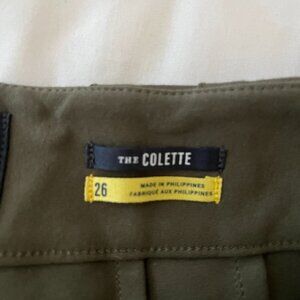 THE COLETTE
26
MADE IN PHILIPPINES
FABRIQUÉ AUX PHILIPPINES